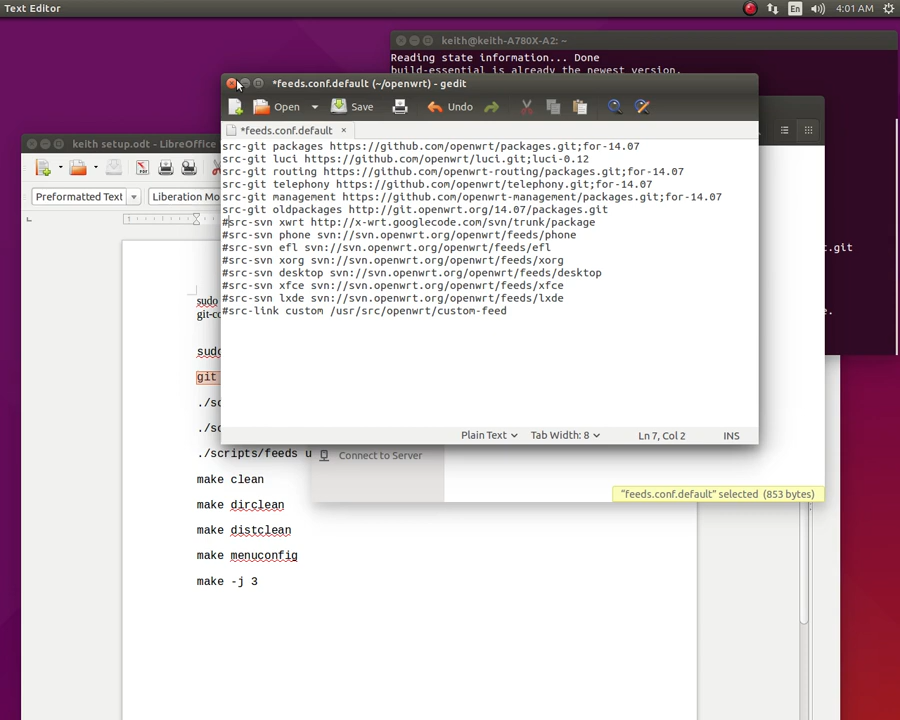 Text Editor
En
4:01 AM
keith@keith-A780X-A2: ~
Reading state information... Done
build-essential is already the newest version.
*feeds.conf.default (~/openwrt) - gedit
Open
Save
Undo
*feeds.conf.default ×
src-git packages https://github.com/openwrt/packages.git;for-14.07
src-git luci https://github.com/openwrt/luci.git;luci-0.12
src-git routing https://github.com/openwrt-routing/packages.git;for-14.07
src-git telephony https://github.com/openwrt/telephony.git;for-14.07
src-git management https://github.com/openwrt-management/packages.git;for-14.07
src-git oldpackages http://git.openwrt.org/14.07/packages.git
#src-svn xwrt http://x-wrt.googlecode.com/svn/trunk/package
#src-svn phone svn://svn.openwrt.org/openwrt/feeds/phone
#src-svn efl svn://svn.openwrt.org/openwrt/feeds/efl
#src-svn xorg svn://svn.openwrt.org/openwrt/feeds/xorg
#src-svn desktop svn://svn.openwrt.org/openwrt/feeds/desktop
#src-svn xfce svn://svn.openwrt.org/openwrt/feeds/xfce
#src-svn lxde svn://svn.openwrt.org/openwrt/feeds/lxde
#src-link custom /usr/src/openwrt/custom-feed
Plain Text
Tab Width: 8
Ln 7, Col 2
INS
.git
e.
Connect to Server
"feeds.conf.default" selected (853 bytes)
keith setup.odt - LibreOffice
Preformatted Text
Liberation Mo
1
sudo
git-co
sudo
git
./sc
./sc
./scripts/feeds u
make clean
make dirclean
make distclean
make menuconfig
make -j 3